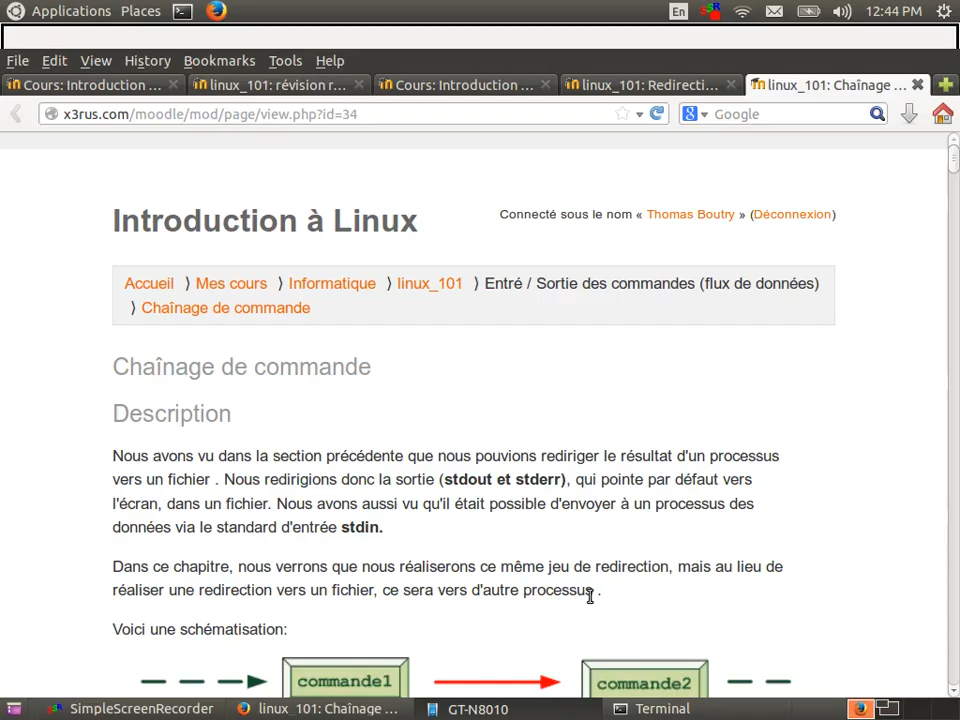 Applications Places En 12:44 PM
File Edit View History Bookmarks Tools Help
Cours: Introduction ... linux_101: révision r... Cours: Introduction ... linux_101: Redirecti... linux_101: Chaînage ...
x3rus.com/moodle/mod/page/view.php?id=34 Google
Introduction à Linux
Connecté sous le nom « Thomas Boutry » (Déconnexion)
Accueil ⟩ Mes cours ⟩ Informatique ⟩ linux_101 ⟩ Entré / Sortie des commandes (flux de données)
⟩ Chaînage de commande
Chaînage de commande
Description
Nous avons vu dans la section précédente que nous pouvions rediriger le résultat d'un processus
vers un fichier . Nous redirigions donc la sortie (stdout et stderr), qui pointe par défaut vers
l'écran, dans un fichier. Nous avons aussi vu qu'il était possible d'envoyer à un processus des
données via le standard d'entrée stdin.
Dans ce chapitre, nous verrons que nous réaliserons ce même jeu de redirection, mais au lieu de
réaliser une redirection vers un fichier, ce sera vers d'autre processus .
Voici une schématisation:
commande1 commande2
SimpleScreenRecorder linux_101: Chaînage ... GT-N8010 Terminal